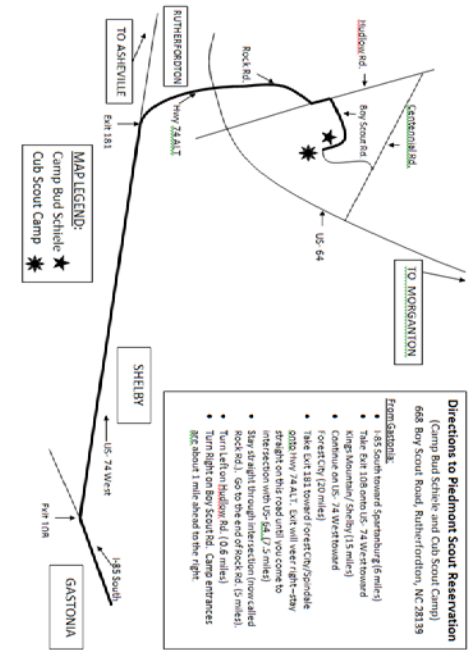 Directions to Piedmont Scout Reservation
(Camp Bud Schiele and Cub Scout Camp)
668 Boy Scout Road, Rutherfordton, NC 28139
From Gastonia:
• I-85 South toward Spartanburg (6 miles)
• Take Exit 10B onto US- 74 West toward
Kings Mountain/ Shelby (15 miles)
• Continue on US- 74 West toward
Forest City (20 miles)
• Take Exit 181 toward Forest City/Spindale
onto Hwy 74 ALT. Exit will veer right—stay
straight on this road until you come to
intersection with US- 64. (7.5 miles)
• Stay straight through intersection (now called
Rock Rd.). Go to the end of Rock Rd. (5 miles).
• Turn Left on Hudlow Rd. (0.6 miles)
• Turn Right on Boy Scout Rd. Camp entrances
are about 1 mile ahead to the right.
TO MORGANTON
Centennial Rd.
Hudlow Rd.
Boy Scout Rd.
US- 64
Rock Rd.
RUTHERFORDTON
Hwy 74 ALT
TO ASHEVILLE
Exit 181
SHELBY
US- 74 West
I-85 South
Exit 10B
GASTONIA
MAP LEGEND:
Camp Bud Schiele ★
Cub Scout Camp ✹